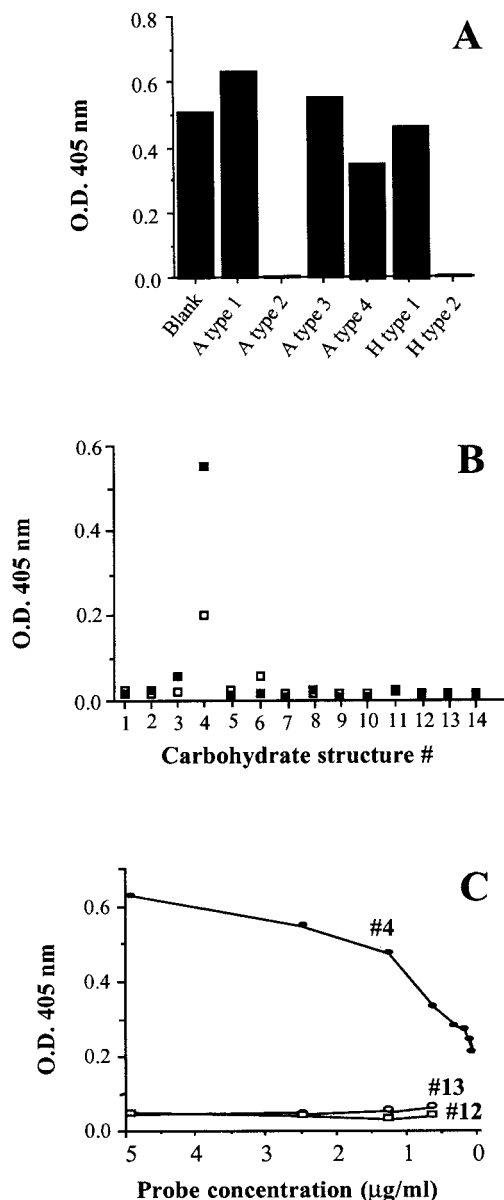 A
O.D. 405 nm
0.8
0.6
0.4
0.2
0.0
Blank
A type 1
A type 2
A type 3
A type 4
H type 1
H type 2
B
O.D. 405 nm
0.6
0.4
0.2
0.0
1 2 3 4 5 6 7 8 9 10 11 12 13 14
Carbohydrate structure #
C
O.D. 405 nm
0.6
0.4
0.2
0.0
#4
#13
#12
5 4 3 2 1 0
Probe concentration (µg/ml)